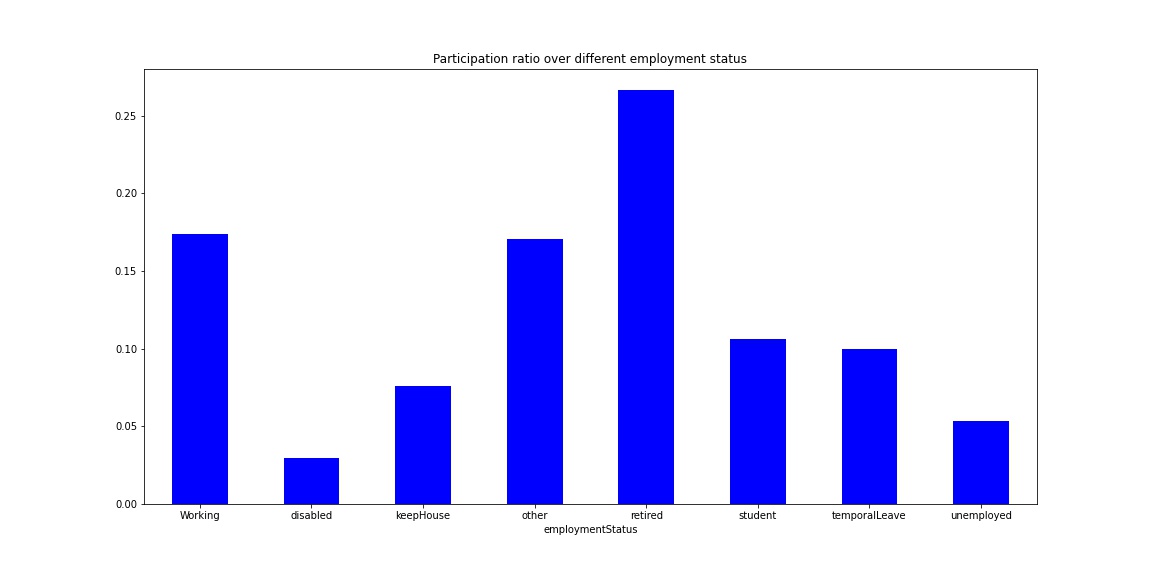 Participation ratio over different employment status
0.25
0.20
0.15
0.10
0.05
0.00
Working disabled keepHouse other retired student temporalLeave unemployed
employmentStatus